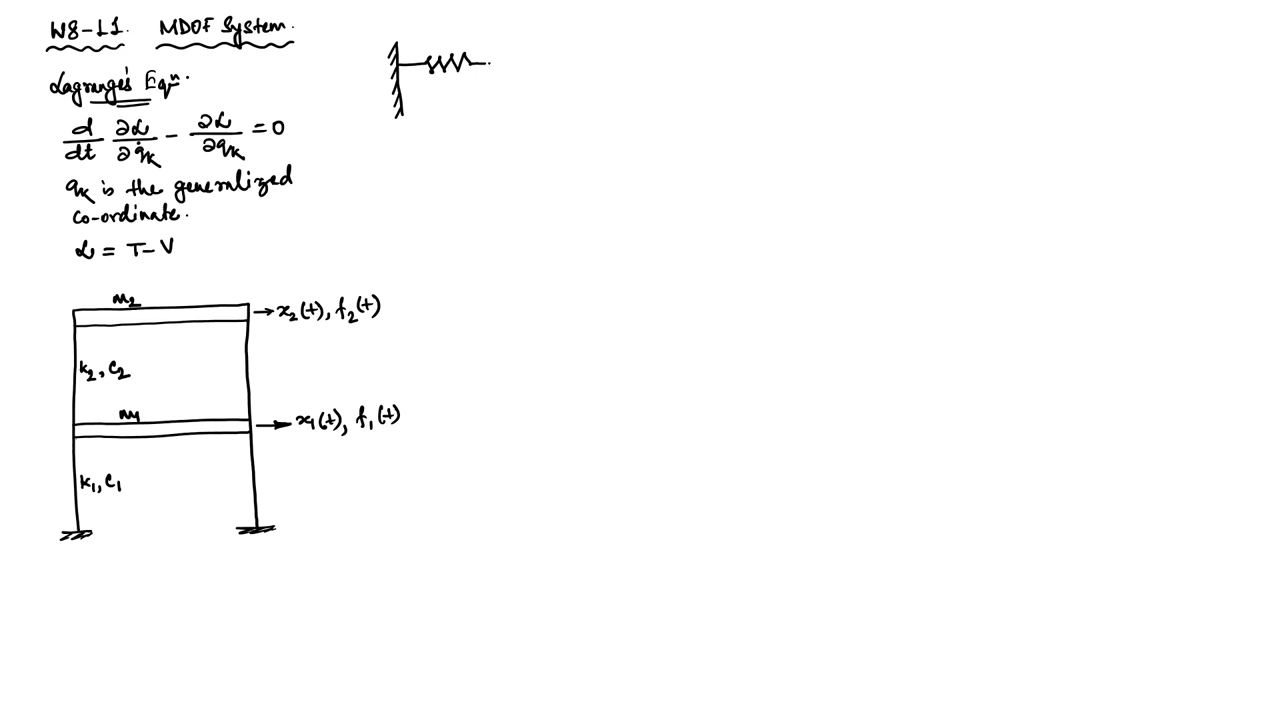 W8-L1. MDOF System.
Lagrange's Eqⁿ.
d/dt ∂ℒ/∂q̇ₖ - ∂ℒ/∂qₖ = 0
qₖ is the generalized
co-ordinate.
ℒ = T-V
m₂
x₂(t), f₂(t)
k₂, c₂
m₁
x₁(t), f₁(t)
k₁, c₁